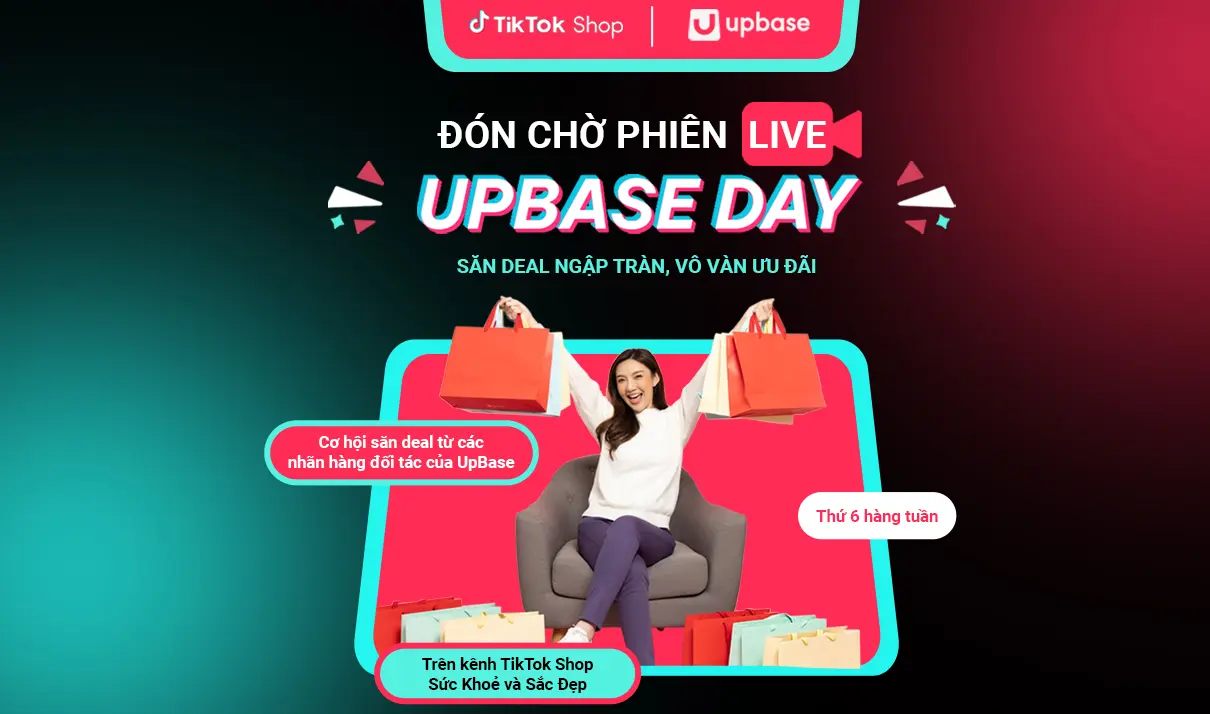 TikTok Shop
upbase
ĐÓN CHỜ PHIÊN LIVE
UPBASE DAY
SĂN DEAL NGẬP TRÀN, VÔ VÀN ƯU ĐÃI
Cơ hội săn deal từ các
nhãn hàng đối tác của UpBase
Thứ 6 hàng tuần
Trên kênh TikTok Shop
Sức Khoẻ và Sắc Đẹp